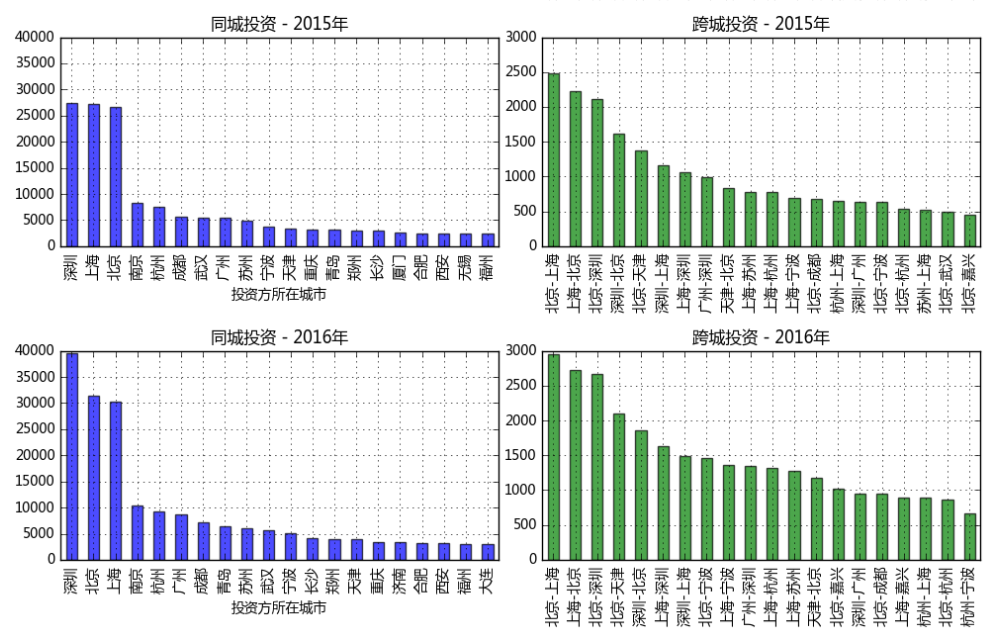 同城投资 - 2015年
40000
35000
30000
25000
20000
15000
10000
5000
0
深圳
上海
北京
南京
杭州
成都
武汉
广州
苏州
宁波
天津
重庆
青岛
郑州
长沙
厦门
合肥
西安
无锡
福州
投资方所在城市
跨城投资 - 2015年
3000
2500
2000
1500
1000
500
0
北京-上海
上海-北京
北京-深圳
深圳-北京
北京-天津
深圳-上海
上海-深圳
广州-深圳
天津-北京
上海-苏州
上海-杭州
上海-宁波
北京-成都
杭州-上海
深圳-广州
北京-宁波
北京-杭州
苏州-上海
北京-武汉
北京-嘉兴
同城投资 - 2016年
40000
35000
30000
25000
20000
15000
10000
5000
0
深圳
北京
上海
南京
杭州
广州
成都
青岛
苏州
武汉
宁波
长沙
郑州
天津
重庆
济南
合肥
西安
福州
大连
投资方所在城市
跨城投资 - 2016年
3000
2500
2000
1500
1000
500
0
北京-上海
上海-北京
北京-深圳
北京-天津
深圳-北京
上海-深圳
深圳-上海
北京-宁波
上海-宁波
广州-深圳
上海-杭州
上海-苏州
天津-北京
北京-嘉兴
深圳-广州
北京-成都
上海-嘉兴
杭州-上海
北京-杭州
杭州-宁波